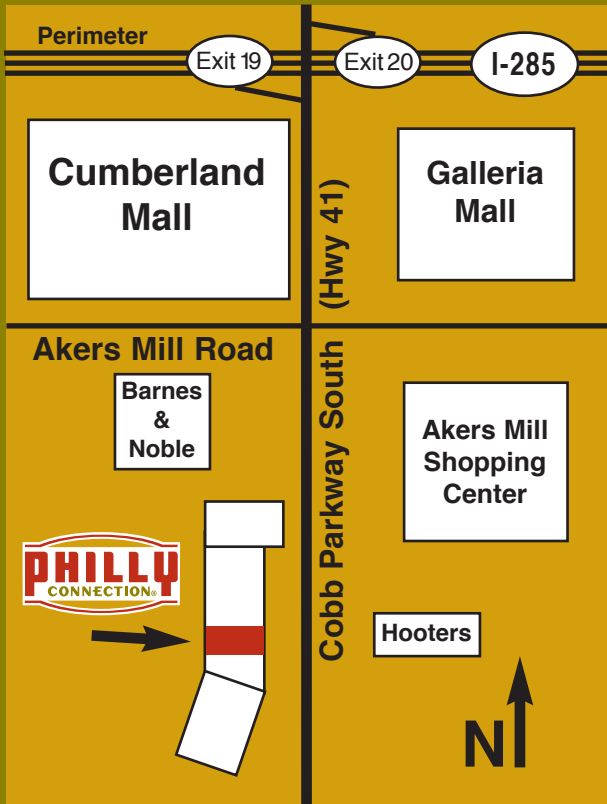 Perimeter
Exit 19
Exit 20
I-285
Cumberland
Mall
Galleria
Mall
Cobb Parkway South (Hwy 41)
Akers Mill Road
Barnes
&
Noble
Akers Mill
Shopping
Center
PHILLY
CONNECTION®
Hooters
N